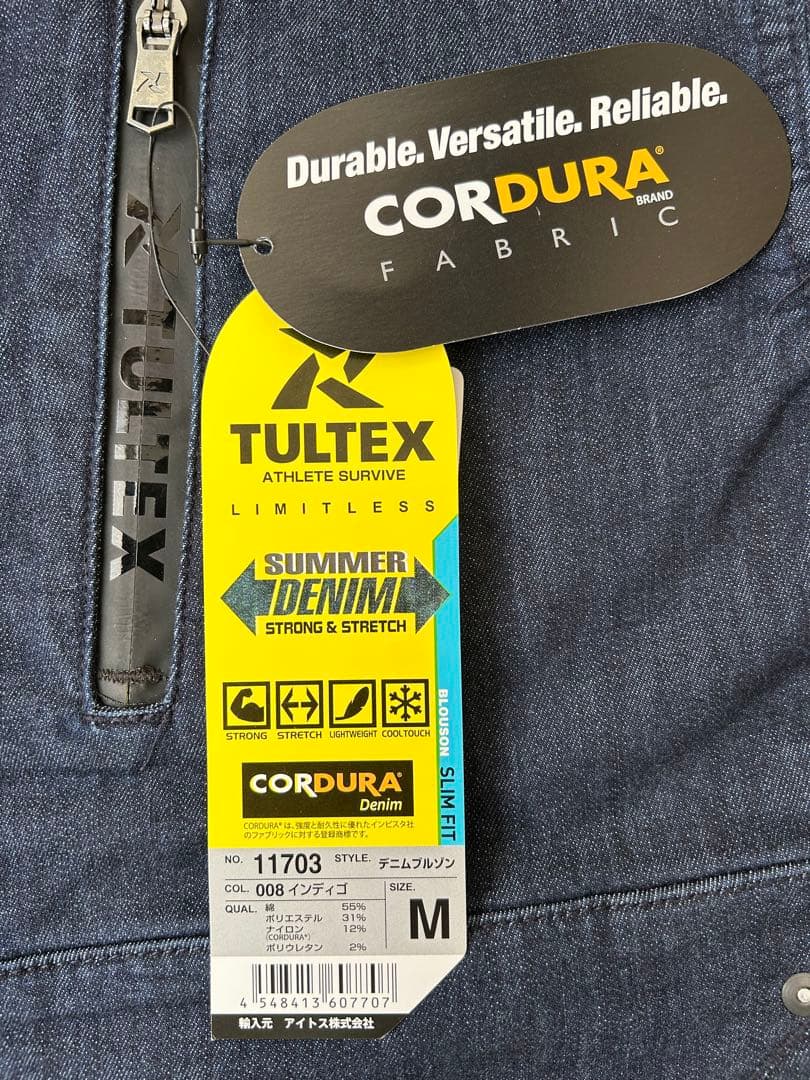 Durable. Versatile. Reliable.
CORDURA®
BRAND
FABRIC
TULTEX
TULTEX
ATHLETE SURVIVE
LIMITLESS
SUMMER
DENIM
STRONG & STRETCH
STRONG STRETCH LIGHTWEIGHT COOLTOUCH
BLOUSON SLIM FIT
CORDURA®
Denim
CORDURA®は、強度と耐久性に優れたインビスタ社
のファブリックに対する登録商標です。
NO. 11703 STYLE. デニムブルゾン
COL. 008 インディゴ SIZE.
M
QUAL. 綿 55%
ポリエステル 31%
ナイロン 12%
(CORDURA®)
ポリウレタン 2%
4 548413 607707
輸入元 アイトス株式会社